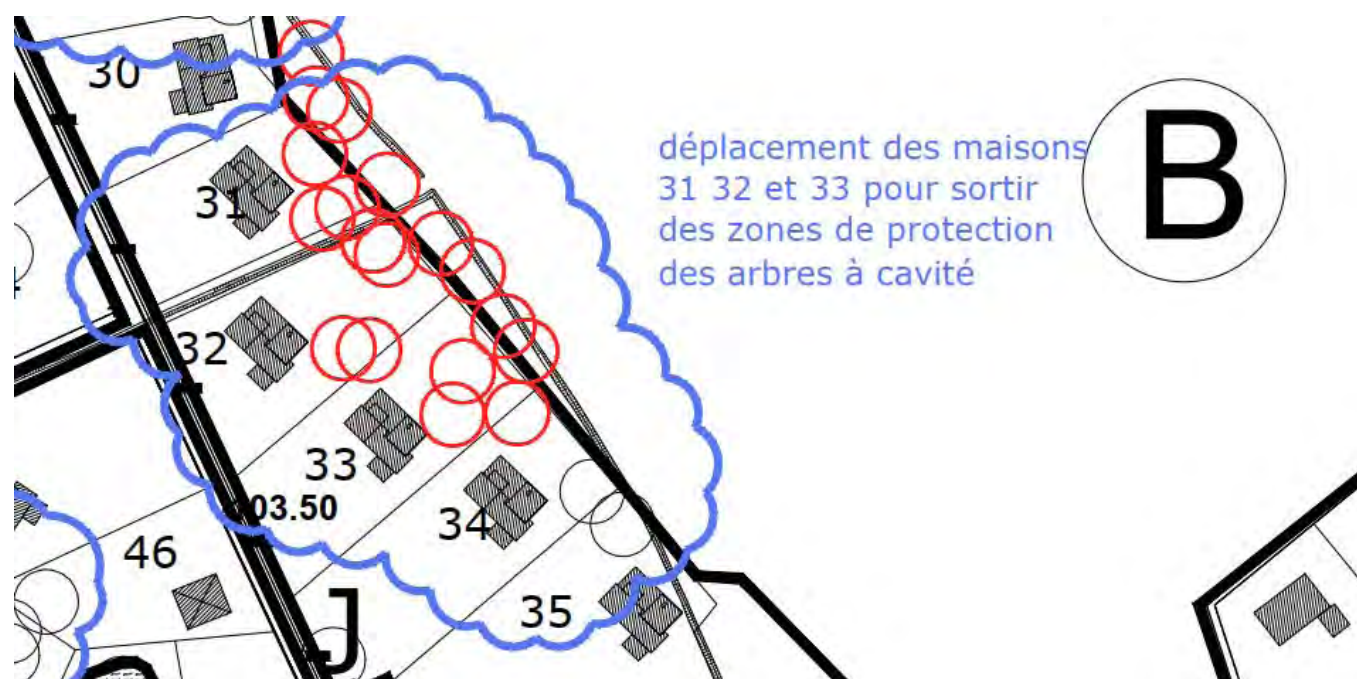 30
déplacement des maisons
31 32 et 33 pour sortir
des zones de protection
des arbres à cavité
B
31
32
33
03.50
34
46
35
J